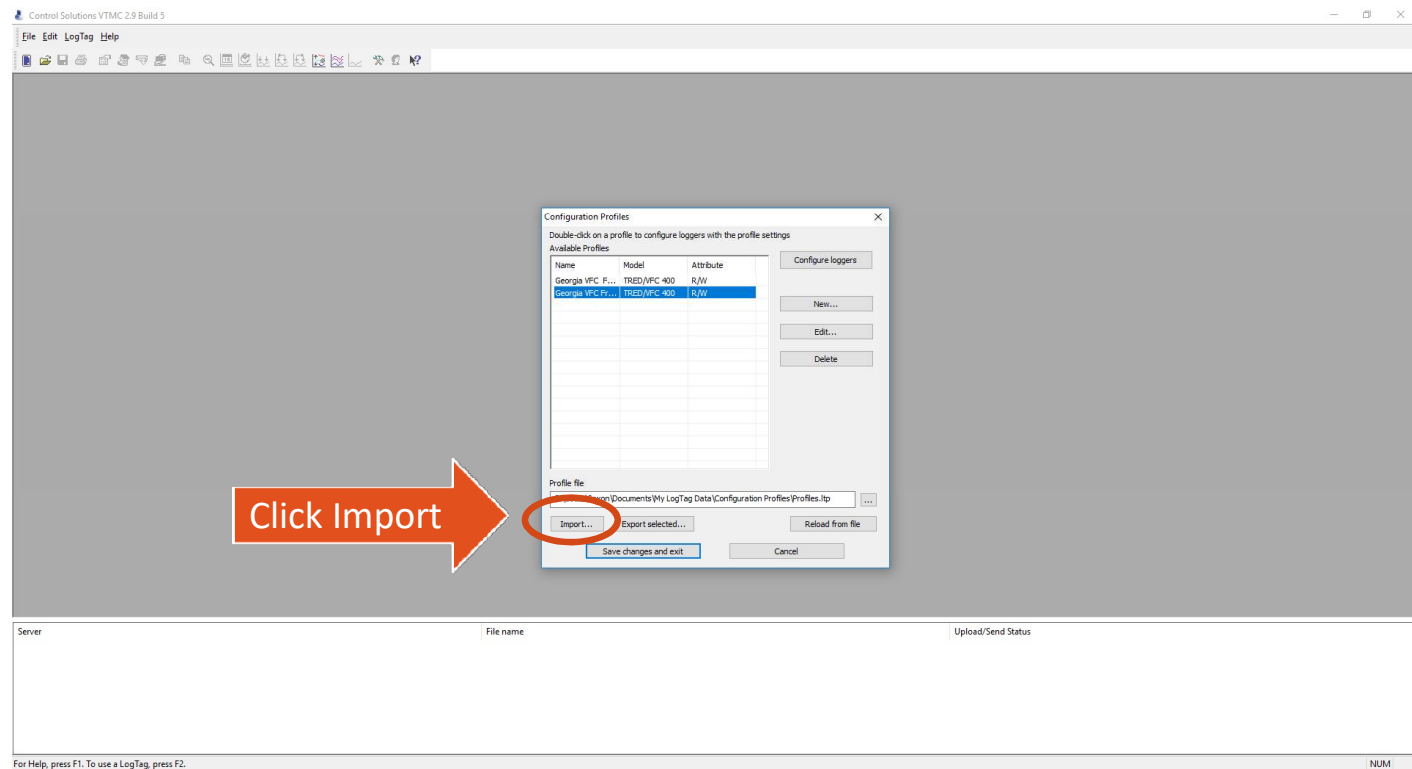 Control Solutions VTMC 2.9 Build 5
File Edit LogTag Help
Configuration Profiles
Double-click on a profile to configure loggers with the profile settings
Available Profiles
Name Model Attribute
Configure loggers
Georgia VFC F... TRED/VFC 400 R/W
Georgia VFC Fr... TRED/VFC 400 R/W
New...
Edit...
Delete
Profile file
\Documents\My LogTag Data\Configuration Profiles\Profiles.ltp ...
Click Import
Import... Export selected... Reload from file
Save changes and exit Cancel
Server File name Upload/Send Status
For Help, press F1. To use a LogTag, press F2. NUM